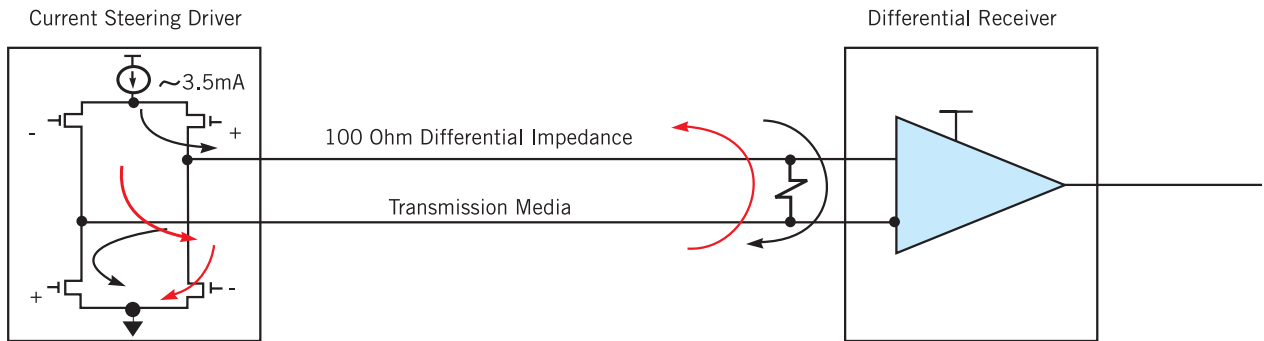 Current Steering Driver
Differential Receiver
~3.5mA
-
+
100 Ohm Differential Impedance
Transmission Media
+
-